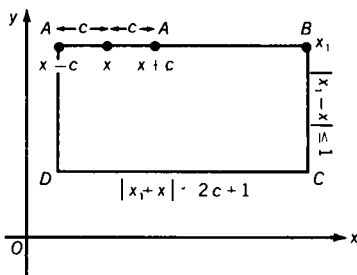 y
A c c A B
x₁
x − c x x + c
|x₁ − x| ≤ 1
D C
|x₁ + x| 2c + 1
O x